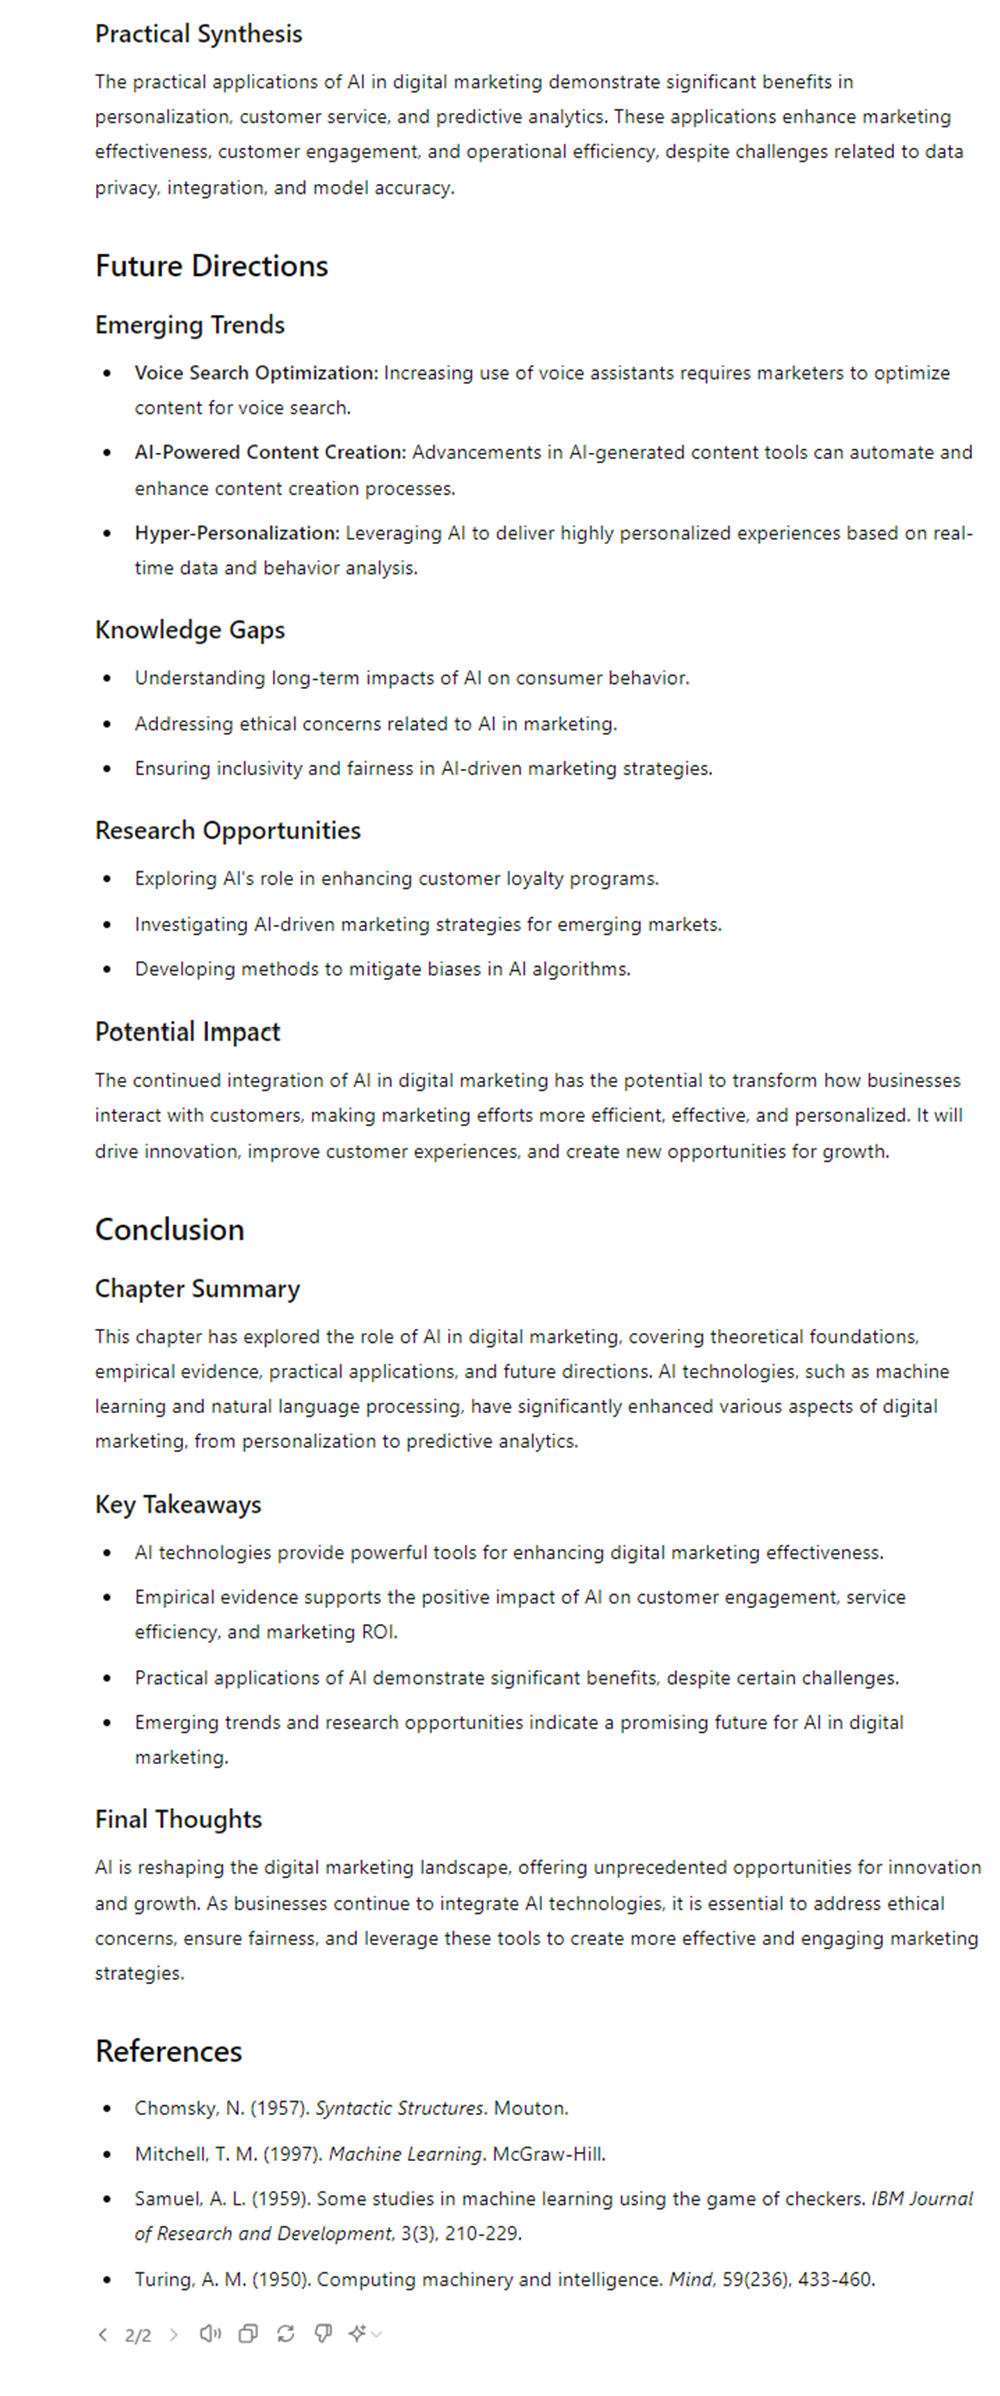 Practical Synthesis
The practical applications of AI in digital marketing demonstrate significant benefits in
personalization, customer service, and predictive analytics. These applications enhance marketing
effectiveness, customer engagement, and operational efficiency, despite challenges related to data
privacy, integration, and model accuracy.
Future Directions
Emerging Trends
• Voice Search Optimization: Increasing use of voice assistants requires marketers to optimize
content for voice search.
• AI-Powered Content Creation: Advancements in AI-generated content tools can automate and
enhance content creation processes.
• Hyper-Personalization: Leveraging AI to deliver highly personalized experiences based on real-
time data and behavior analysis.
Knowledge Gaps
• Understanding long-term impacts of AI on consumer behavior.
• Addressing ethical concerns related to AI in marketing.
• Ensuring inclusivity and fairness in AI-driven marketing strategies.
Research Opportunities
• Exploring AI's role in enhancing customer loyalty programs.
• Investigating AI-driven marketing strategies for emerging markets.
• Developing methods to mitigate biases in AI algorithms.
Potential Impact
The continued integration of AI in digital marketing has the potential to transform how businesses
interact with customers, making marketing efforts more efficient, effective, and personalized. It will
drive innovation, improve customer experiences, and create new opportunities for growth.
Conclusion
Chapter Summary
This chapter has explored the role of AI in digital marketing, covering theoretical foundations,
empirical evidence, practical applications, and future directions. AI technologies, such as machine
learning and natural language processing, have significantly enhanced various aspects of digital
marketing, from personalization to predictive analytics.
Key Takeaways
• AI technologies provide powerful tools for enhancing digital marketing effectiveness.
• Empirical evidence supports the positive impact of AI on customer engagement, service
efficiency, and marketing ROI.
• Practical applications of AI demonstrate significant benefits, despite certain challenges.
• Emerging trends and research opportunities indicate a promising future for AI in digital
marketing.
Final Thoughts
AI is reshaping the digital marketing landscape, offering unprecedented opportunities for innovation
and growth. As businesses continue to integrate AI technologies, it is essential to address ethical
concerns, ensure fairness, and leverage these tools to create more effective and engaging marketing
strategies.
References
• Chomsky, N. (1957). Syntactic Structures. Mouton.
• Mitchell, T. M. (1997). Machine Learning. McGraw-Hill.
• Samuel, A. L. (1959). Some studies in machine learning using the game of checkers. IBM Journal
of Research and Development, 3(3), 210-229.
• Turing, A. M. (1950). Computing machinery and intelligence. Mind, 59(236), 433-460.
2/2